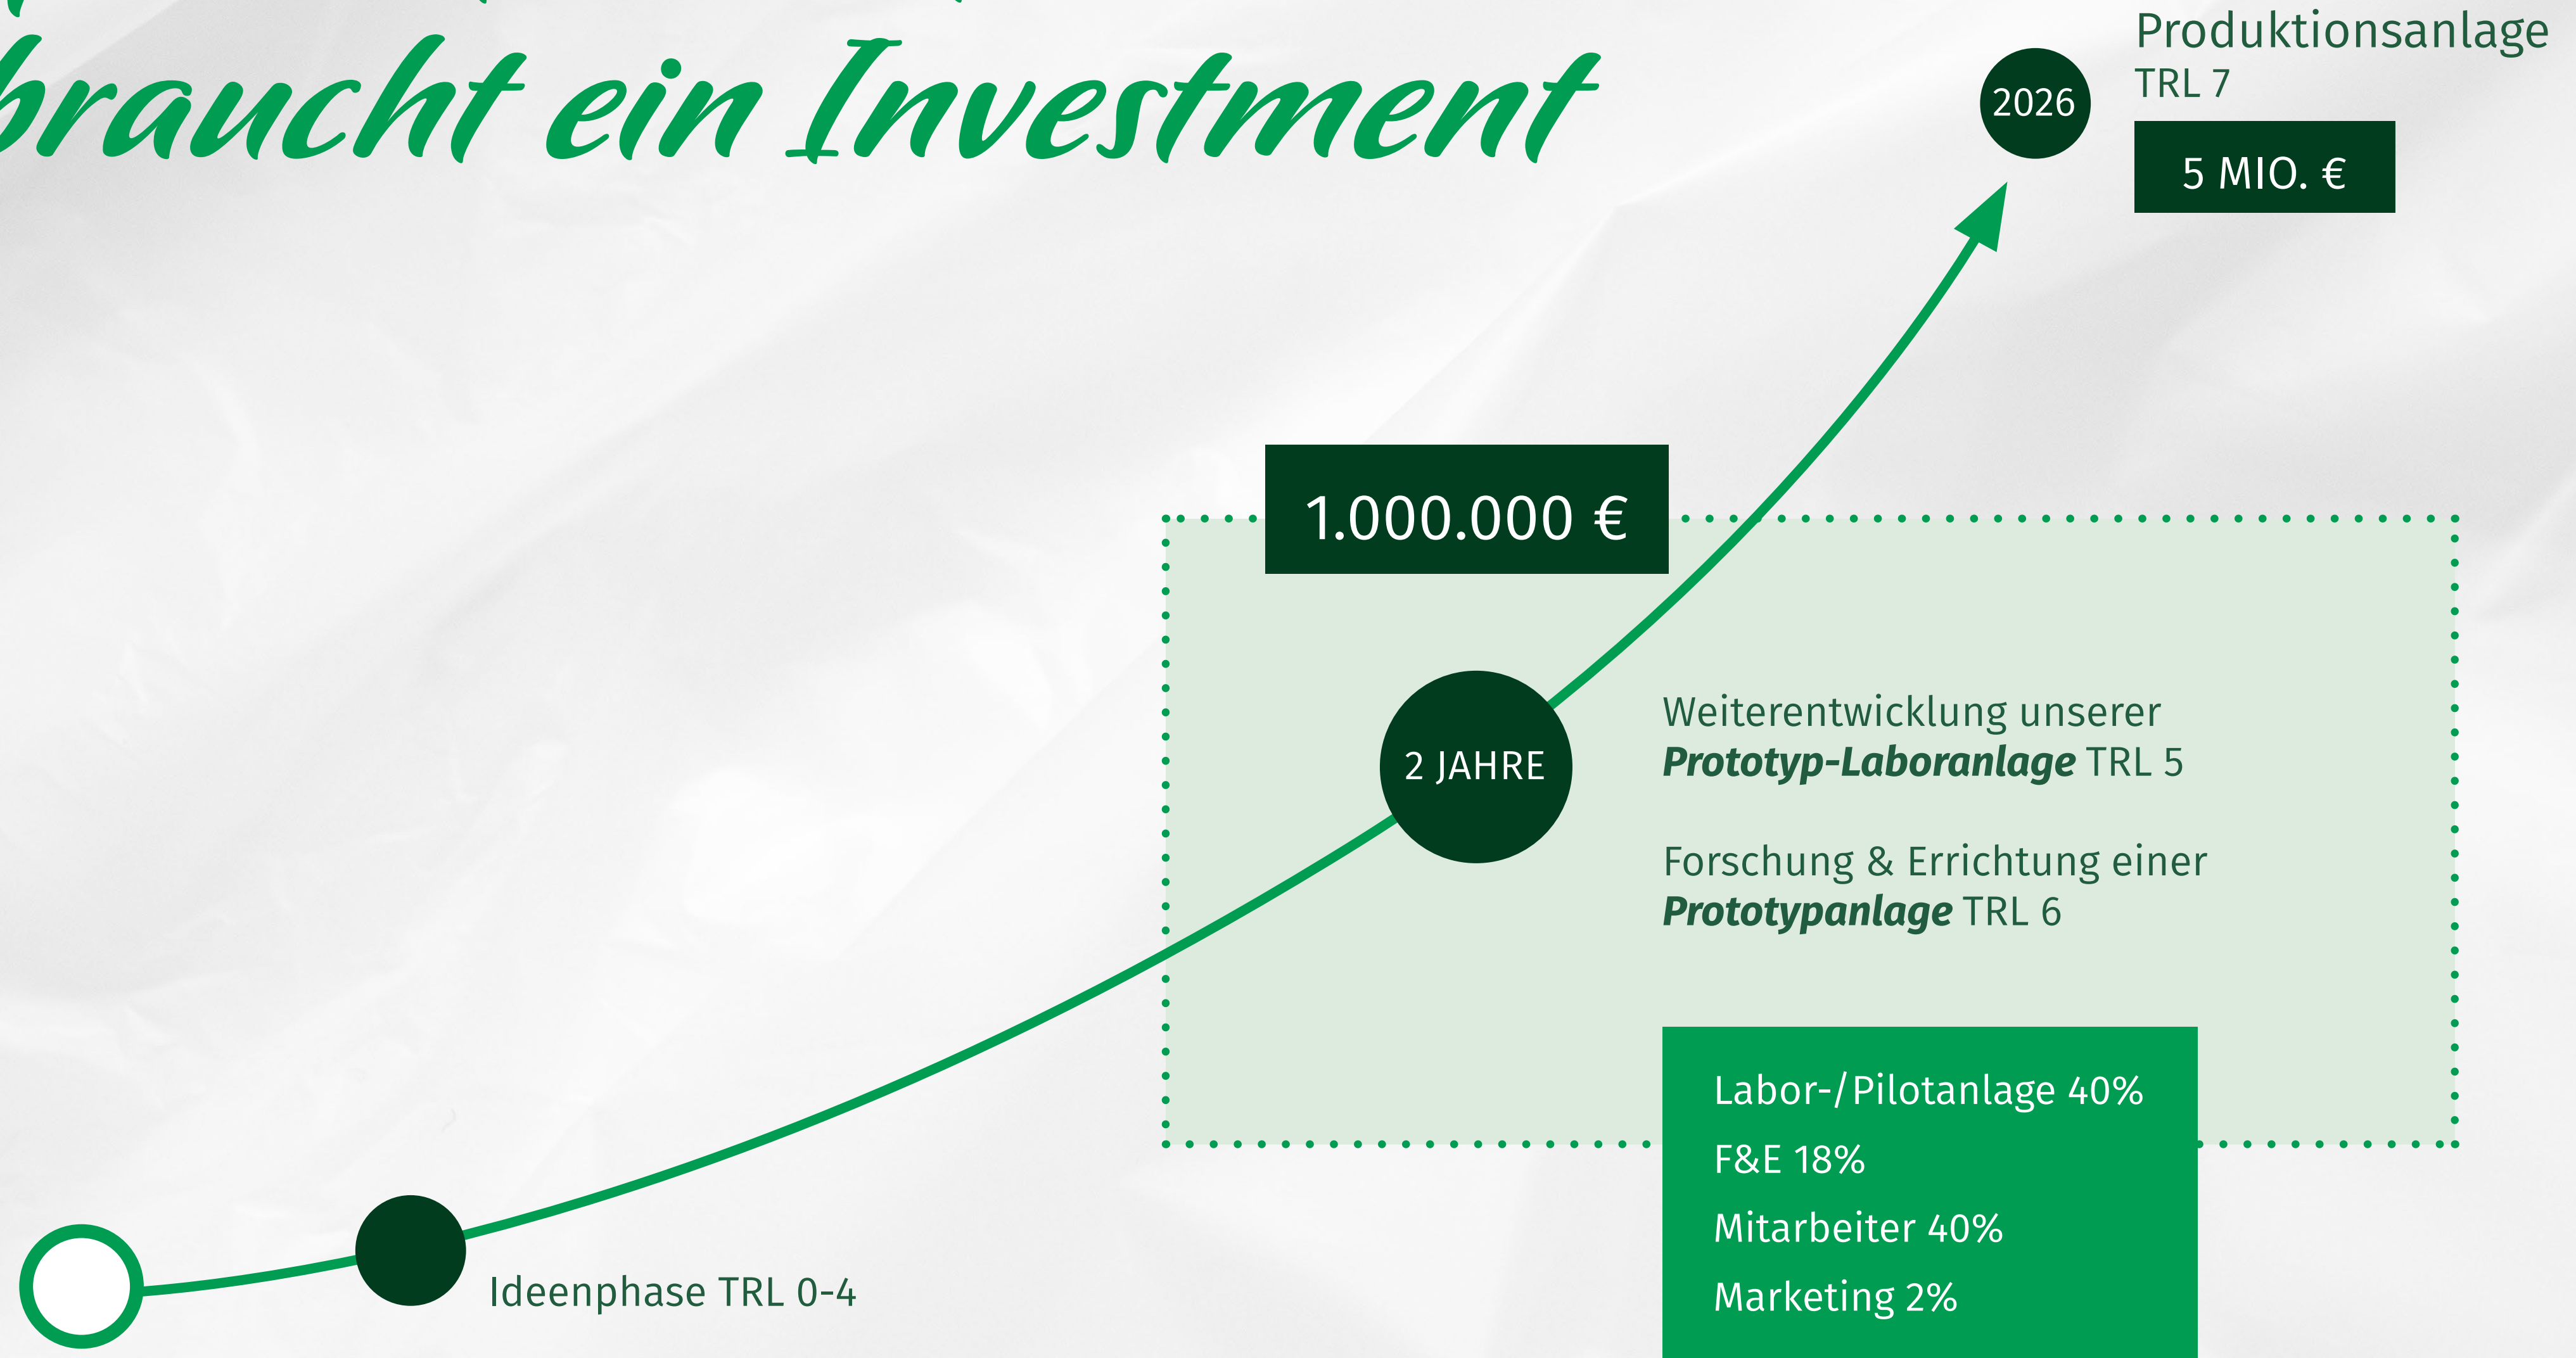 braucht ein Investment
Produktionsanlage
TRL 7
2026
5 MIO. €
1.000.000 €
2 JAHRE
Weiterentwicklung unserer
Prototyp-Laboranlage TRL 5
Forschung & Errichtung einer
Prototypanlage TRL 6
Labor-/Pilotanlage 40%
F&E 18%
Mitarbeiter 40%
Marketing 2%
Ideenphase TRL 0-4